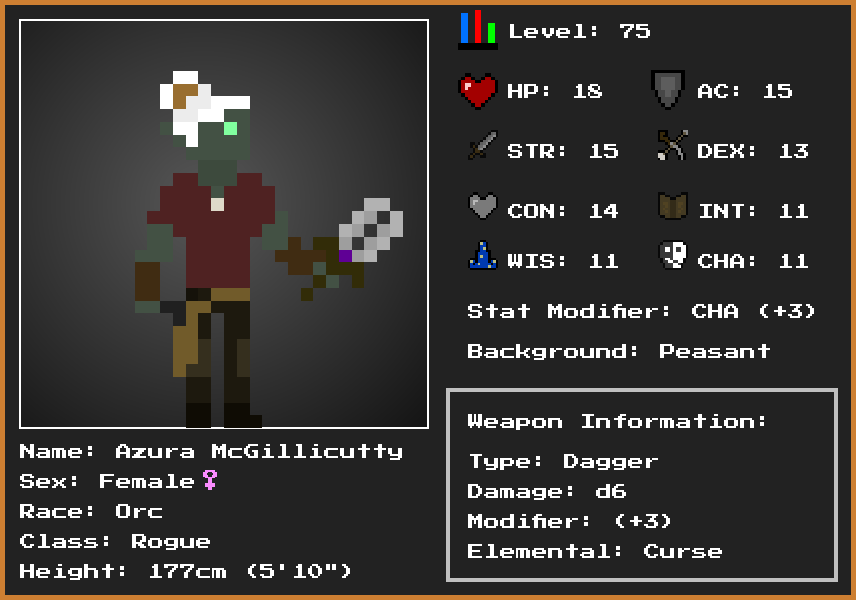 Level: 75
HP: 18
AC: 15
STR: 15
DEX: 13
CON: 14
INT: 11
WIS: 11
CHA: 11
Stat Modifier: CHA (+3)
Background: Peasant
Weapon Information:
Type: Dagger
Damage: d6
Modifier: (+3)
Elemental: Curse
Name: Azura McGillicutty
Sex: Female♀
Race: Orc
Class: Rogue
Height: 177cm (5'10")